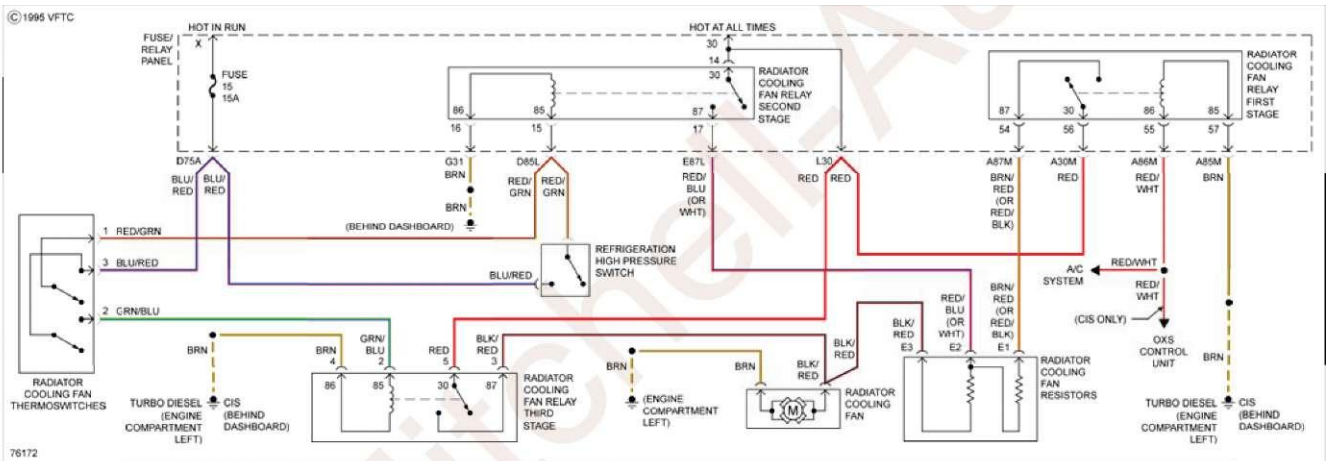 © 1995 VFTC
HOT IN RUN
HOT AT ALL TIMES
FUSE/
RELAY
PANEL
X
FUSE
15
15A
30
14
30
86
85
87
16
15
17
RADIATOR
COOLING
FAN RELAY
SECOND
STAGE
RADIATOR
COOLING
FAN
RELAY
FIRST
STAGE
87
30
86
85
54
56
55
57
D75A
G31
D85L
E87L
L30
A87M
A30M
A86M
A85M
BLU/
RED
BLU/
RED
BRN
BRN
(BEHIND DASHBOARD)
RED/
GRN
RED/
GRN
RED/
BLU
(OR
WHT)
RED
RED
BRN/
RED
(OR
RED/
BLK)
RED
RED/
WHT
BRN
1 RED/GRN
3 BLU/RED
2 GRN/BLU
RADIATOR
COOLING FAN
THERMOSWITCHES
BLU/RED
REFRIGERATION
HIGH PRESSURE
SWITCH
A/C
SYSTEM
RED/WHT
RED/
WHT
(CIS ONLY)
OXS
CONTROL
UNIT
BRN
TURBO DIESEL
(ENGINE
COMPARTMENT
LEFT)
CIS
(BEHIND
DASHBOARD)
BRN
4
GRN/
BLU
2
RED
5
BLK/
RED
3
86
85
30
87
RADIATOR
COOLING
FAN RELAY
THIRD
STAGE
BRN
(ENGINE
COMPARTMENT
LEFT)
BRN
BLK/
RED
BLK/
RED
M
RADIATOR
COOLING
FAN
BLK/
RED
E3
RED/
BLU
(OR
WHT)
E2
BRN/
RED
(OR
RED/
BLK)
E1
RADIATOR
COOLING
FAN
RESISTORS
BRN
TURBO DIESEL
(ENGINE
COMPARTMENT
LEFT)
CIS
(BEHIND
DASHBOARD)
76172